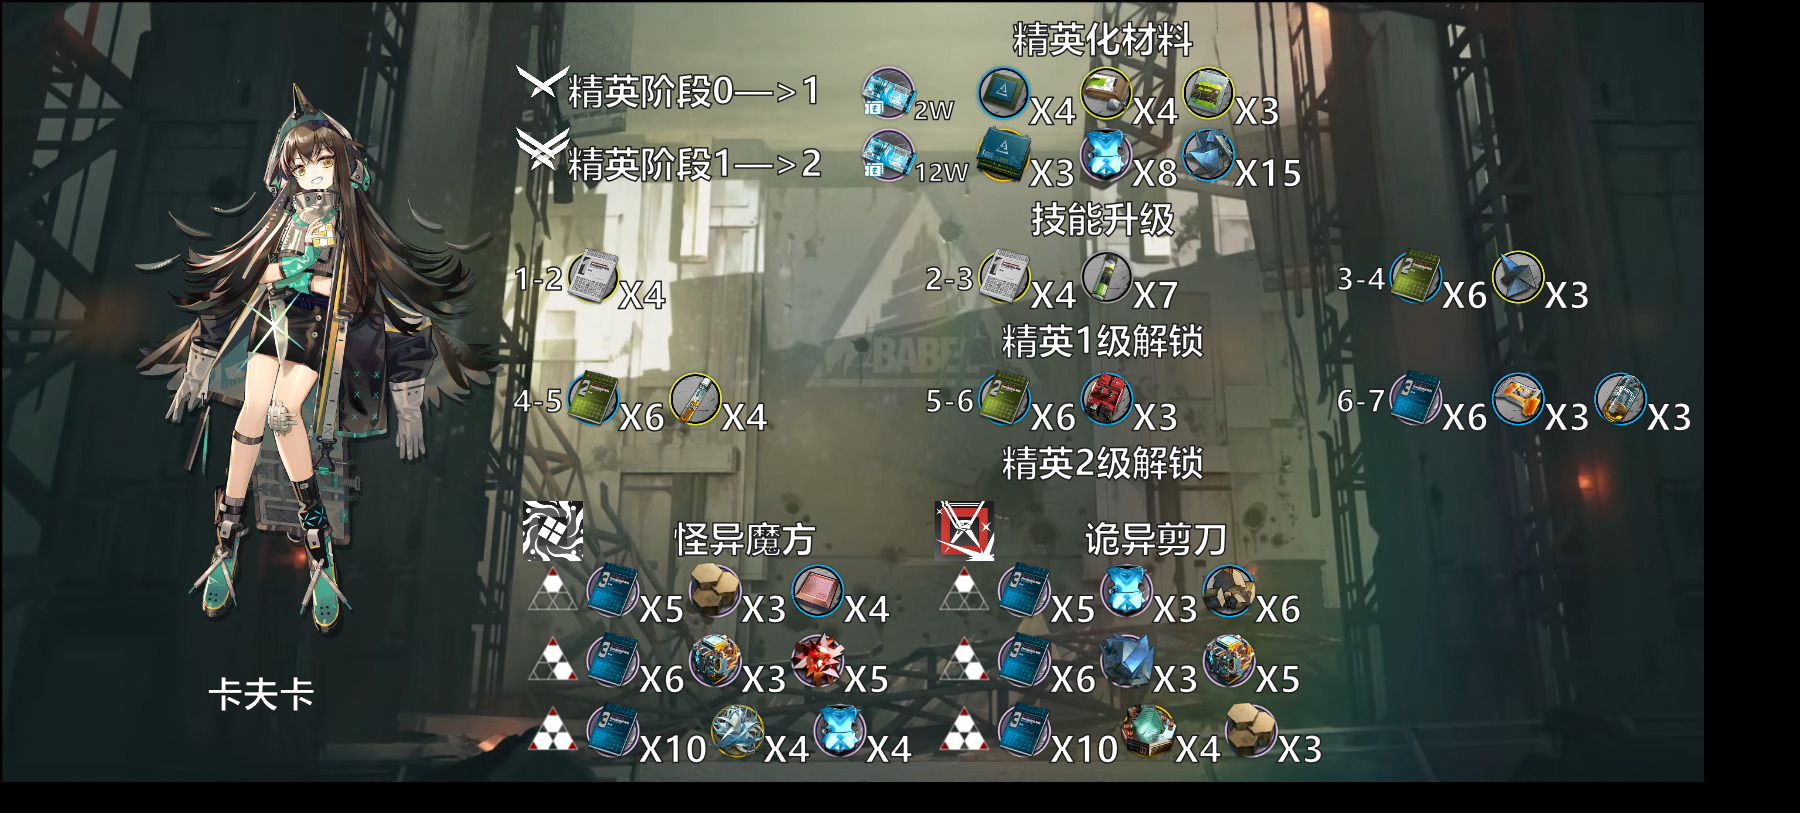 精英化材料
精英阶段0—>1 2W X4 X4 X3
精英阶段1—>2 12W X3 X8 X15
技能升级
1-2 X4 2-3 X4 X7 3-4 X6 X3
精英1级解锁
4-5 X6 X4 5-6 X6 X3 6-7 X6 X3 X3
精英2级解锁
怪异魔方 诡异剪刀
X5 X3 X4 X5 X3 X6
X6 X3 X5 X6 X3 X5
X10 X4 X4 X10 X4 X3
卡夫卡
BABEL